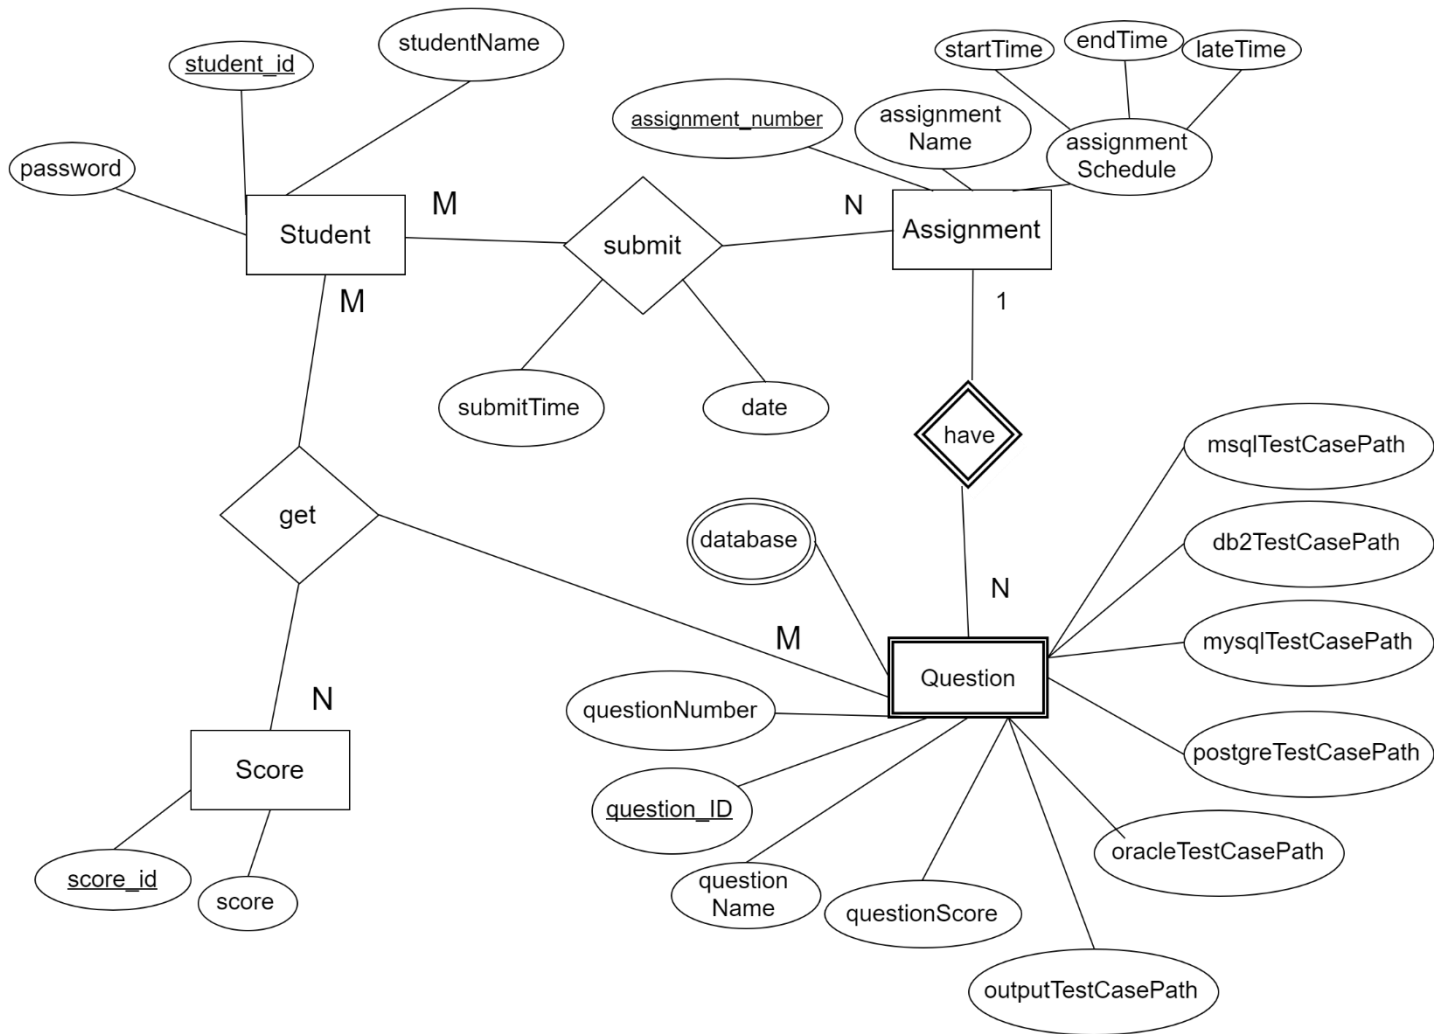 studentName
startTime
endTime
lateTime
student_id
assignment_number
assignment
Name
assignment
Schedule
password
M
N
Student
submit
Assignment
M
1
submitTime
date
have
msqlTestCasePath
get
database
db2TestCasePath
N
M
mysqlTestCasePath
Question
N
questionNumber
postgreTestCasePath
Score
question_ID
oracleTestCasePath
score_id
score
question
Name
questionScore
outputTestCasePath